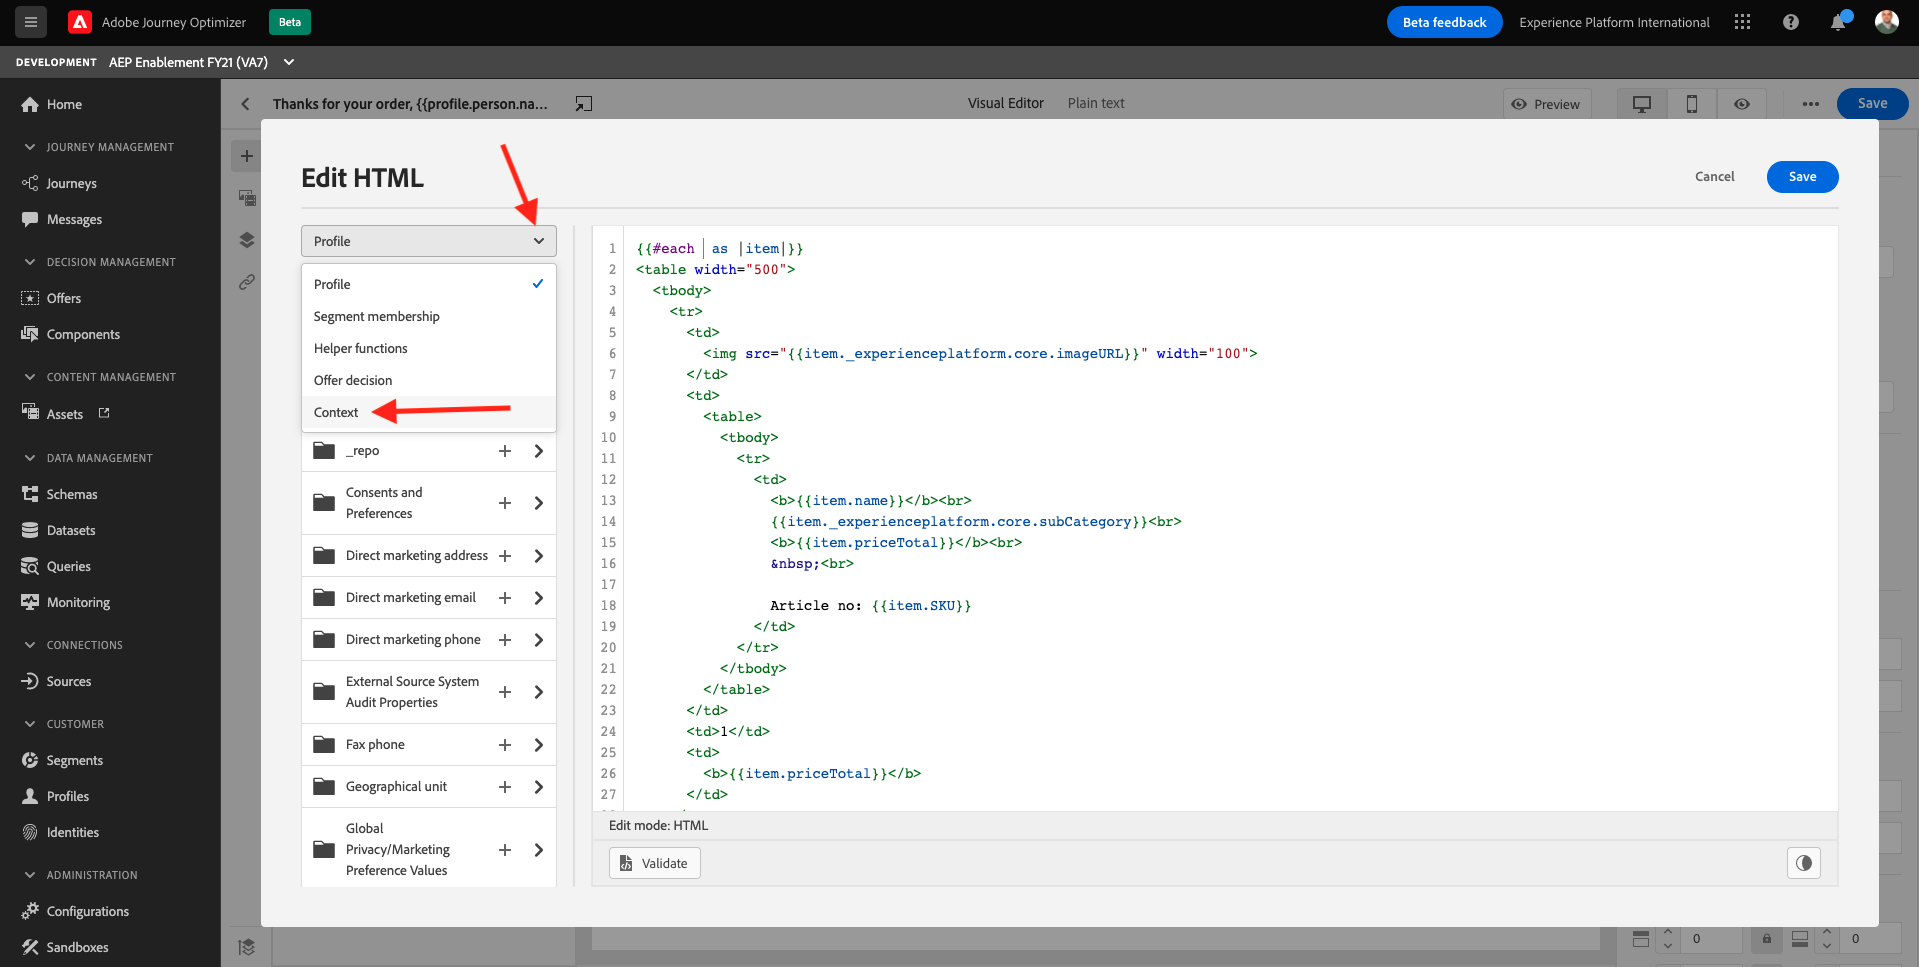 Adobe Journey Optimizer Beta Beta feedback Experience Platform International
DEVELOPMENT AEP Enablement FY21 (VA7)
Home
JOURNEY MANAGEMENT
Journeys
Messages
DECISION MANAGEMENT
Offers
Components
CONTENT MANAGEMENT
Assets
DATA MANAGEMENT
Schemas
Datasets
Queries
Monitoring
CONNECTIONS
Sources
CUSTOMER
Segments
Profiles
Identities
ADMINISTRATION
Configurations
Sandboxes
Thanks for your order, {{profile.person.na... Visual Editor Plain text Preview Save
Edit HTML Cancel Save
Profile
Profile
Segment membership
Helper functions
Offer decision
Context
_repo
Consents and
Preferences
Direct marketing address
Direct marketing email
Direct marketing phone
External Source System
Audit Properties
Fax phone
Geographical unit
Global
Privacy/Marketing
Preference Values
1 {{#each  as |item|}}
2 <table width="500">
3 <tbody>
4 <tr>
5 <td>
6 <img src="{{item._experienceplatform.core.imageURL}}" width="100">
7 </td>
8 <td>
9 <table>
10 <tbody>
11 <tr>
12 <td>
13 <b>{{item.name}}</b><br>
14 {{item._experienceplatform.core.subCategory}}<br>
15 <b>{{item.priceTotal}}</b><br>
16 &nbsp;<br>
17
18 Article no: {{item.SKU}}
19 </td>
20 </tr>
21 </tbody>
22 </table>
23 </td>
24 <td>1</td>
25 <td>
26 <b>{{item.priceTotal}}</b>
27 </td>
Edit mode: HTML
Validate
0 0